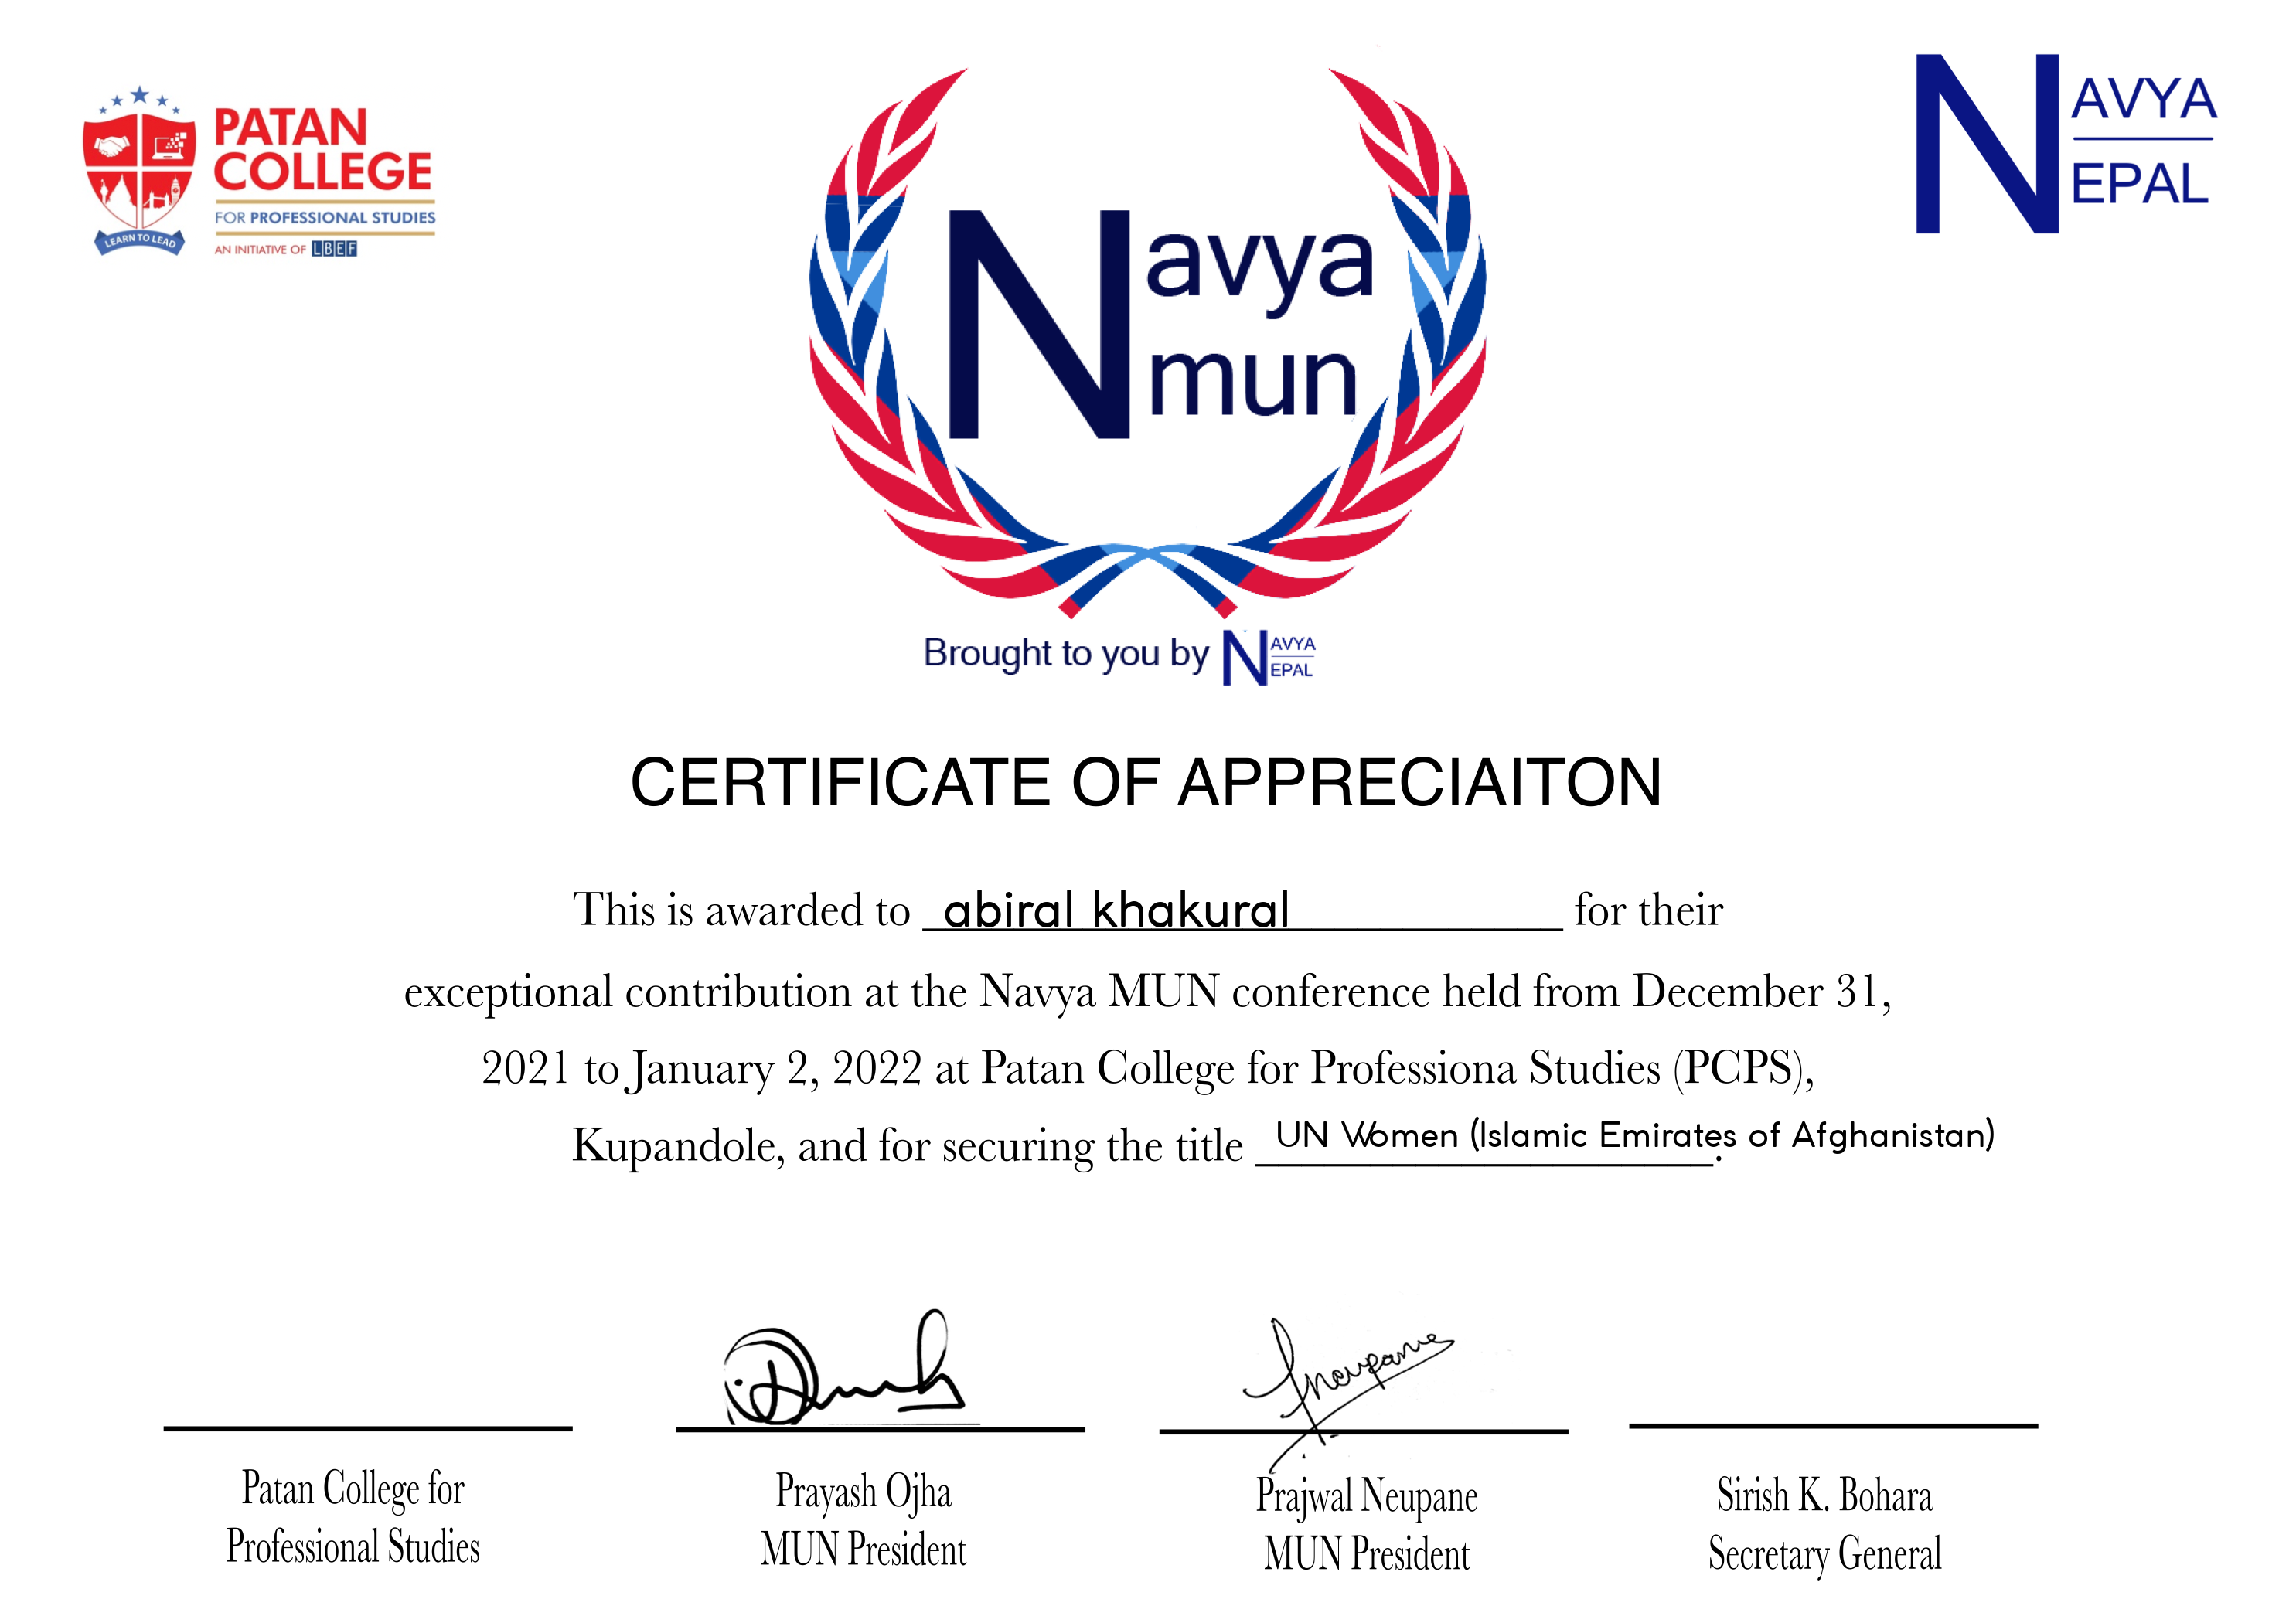 PATAN
COLLEGE
FOR PROFESSIONAL STUDIES
AN INITIATIVE OF LBEF
LEARN TO LEAD
Navya
mun
NAVYA
NEPAL
Brought to you by NAVYA NEPAL
CERTIFICATE OF APPRECIAITON
This is awarded to abiral khakural for their
exceptional contribution at the Navya MUN conference held from December 31,
2021 to January 2, 2022 at Patan College for Professiona Studies (PCPS),
Kupandole, and for securing the title UN Women (Islamic Emirates of Afghanistan).
Neupane
Patan College for
Professional Studies
Prayash Ojha
MUN President
Prajwal Neupane
MUN President
Sirish K. Bohara
Secretary General